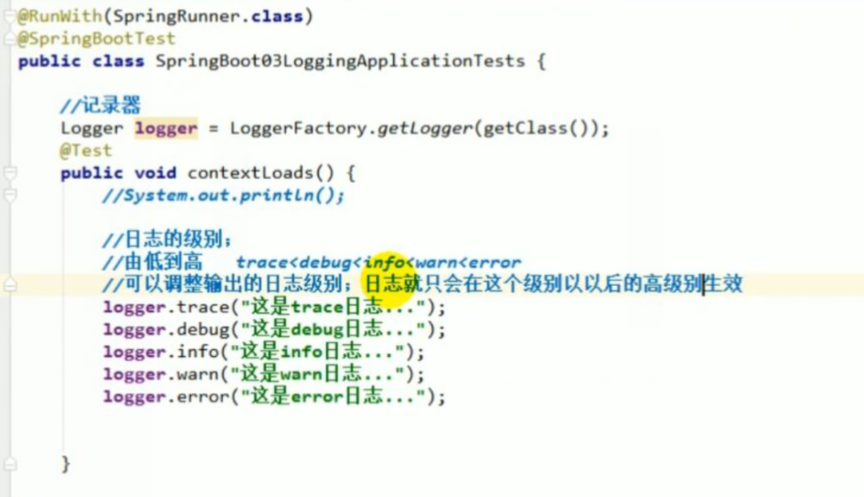 @RunWith(SpringRunner.class)
@SpringBootTest
public class SpringBoot03LoggingApplicationTests {
//记录器
Logger logger = LoggerFactory.getLogger(getClass());
@Test
public void contextLoads() {
//System.out.println();
//日志的级别；
//由低到高   trace<debug<info<warn<error
//可以调整输出的日志级别；日志就只会在这个级别以以后的高级别生效
logger.trace("这是trace日志...");
logger.debug("这是debug日志...");
logger.info("这是info日志...");
logger.warn("这是warn日志...");
logger.error("这是error日志...");
}